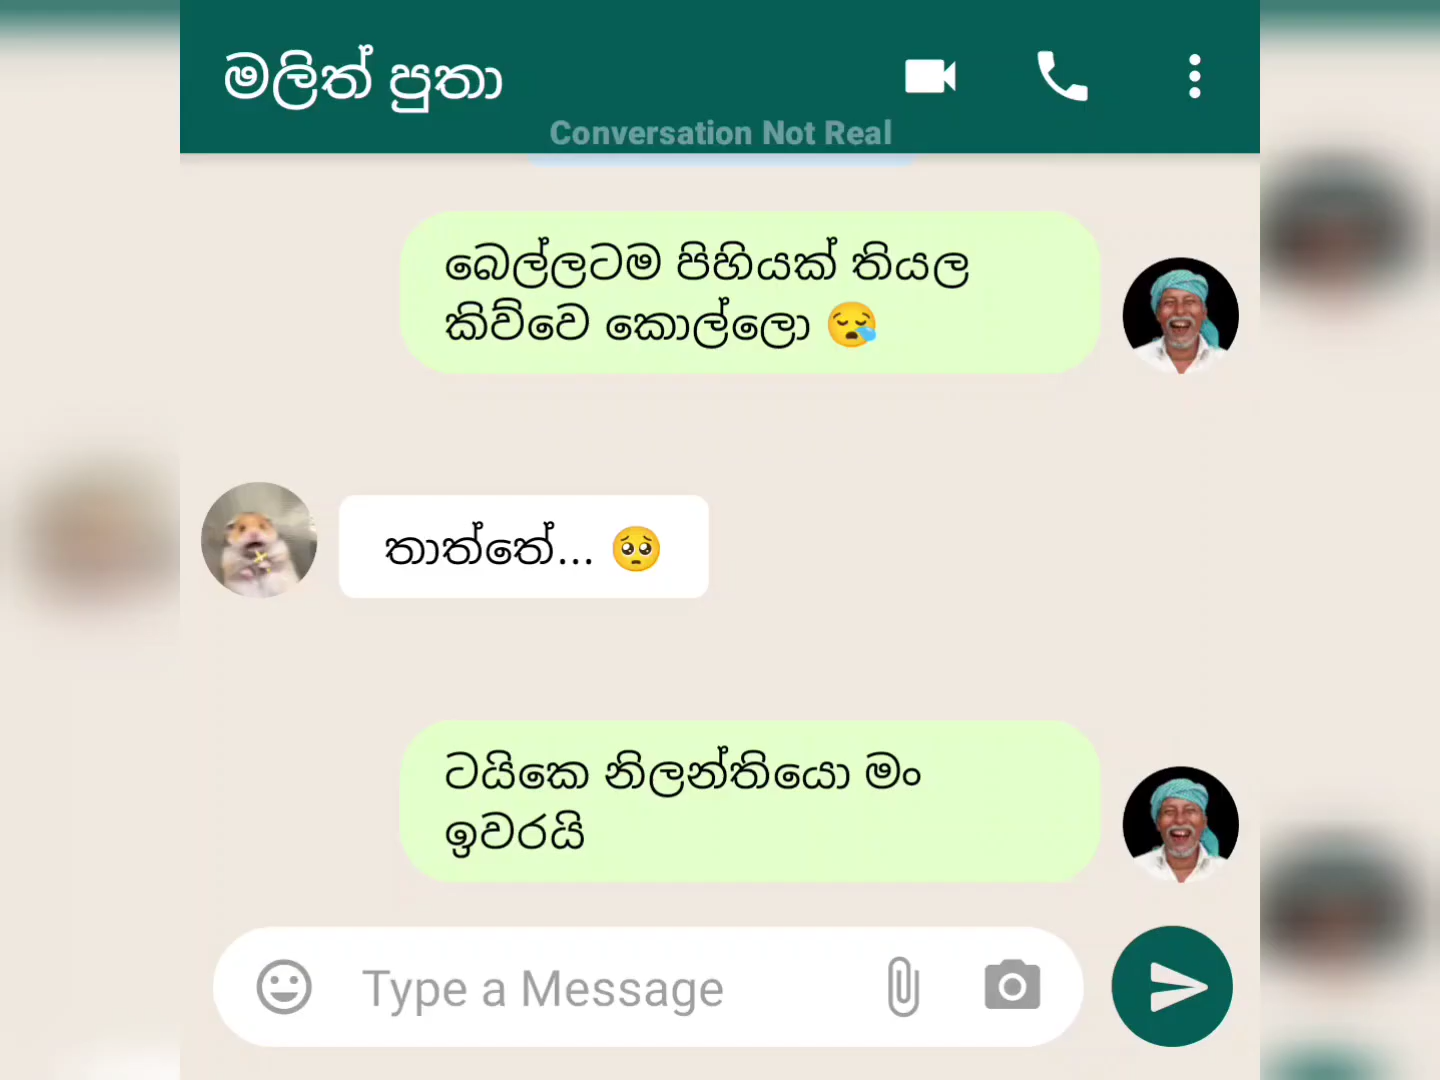 මලිත් පුතා
Conversation Not Real
බෙල්ලටම පිහියක් තියල
කිව්වෙ කොල්ලො 😪
තාත්තේ... 🥺
ටයිකෙ නිලන්තියො මං
ඉවරයි
Type a Message